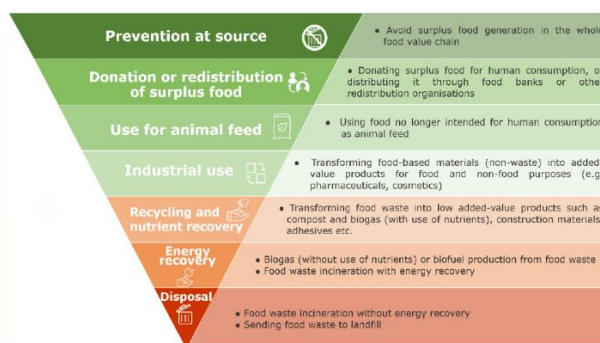 Prevention at source
• Avoid surplus food generation in the whole
food value chain
Donation or redistribution
of surplus food
• Donating surplus food for human consumption, o
distributing it through food banks or othe
redistribution organisations
Use for animal feed
• Using food no longer intended for human consumption
as animal feed
Industrial use
• Transforming food-based materials (non-waste) into added-
value products for food and non-food purposes (e.g
pharmaceuticals, cosmetics)
Recycling and
nutrient recovery
• Transforming food waste into low added-value products such as
compost and biogas (with use of nutrients), construction materials,
adhesives etc.
Energy
recovery
• Biogas (without use of nutrients) or biofuel production from food waste
• Food waste incineration with energy recovery
Disposal
• Food waste incineration without energy recovery
• Sending food waste to landfill